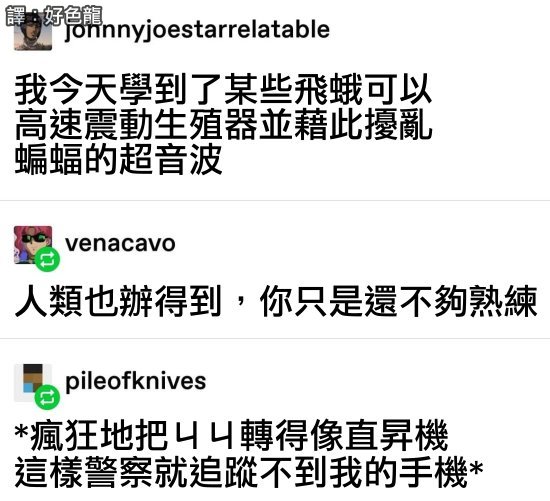 譯：好色龍
johnnyjoestarrelatable
我今天學到了某些飛蛾可以
高速震動生殖器並藉此擾亂
蝙蝠的超音波
venacavo
人類也辦得到，你只是還不夠熟練
pileofknives
*瘋狂地把ㄐㄐ轉得像直昇機
這樣警察就追蹤不到我的手機*